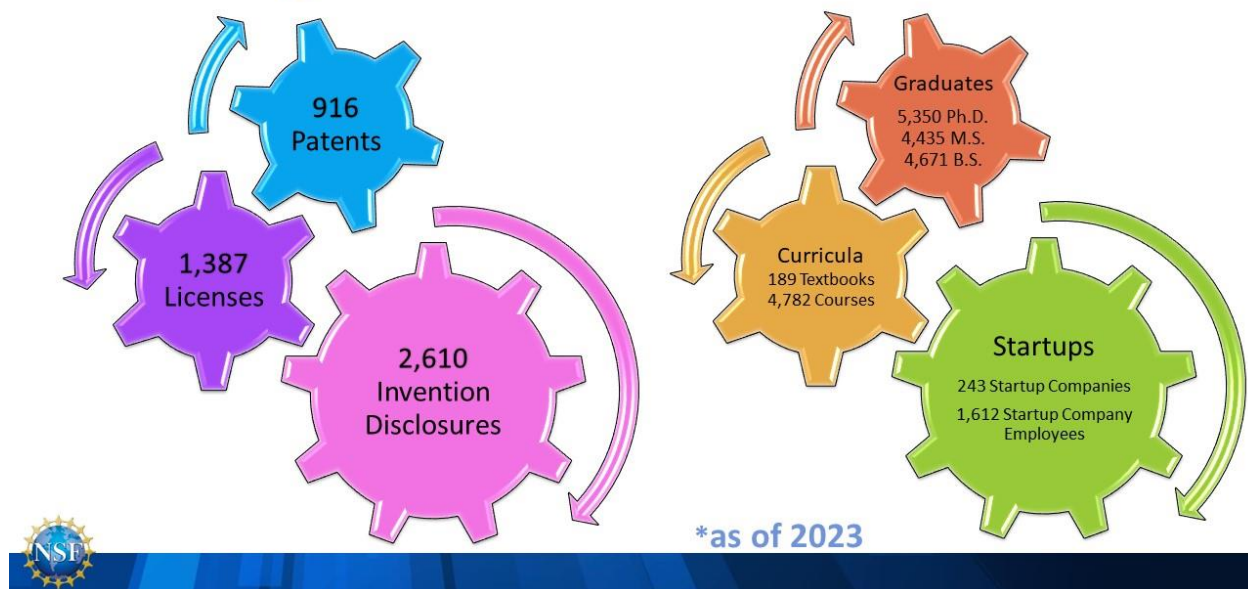 916
Patents
1,387
Licenses
2,610
Invention
Disclosures
Graduates
5,350 Ph.D.
4,435 M.S.
4,671 B.S.
Curricula
189 Textbooks
4,782 Courses
Startups
243 Startup Companies
1,612 Startup Company
Employees
*as of 2023
NSF